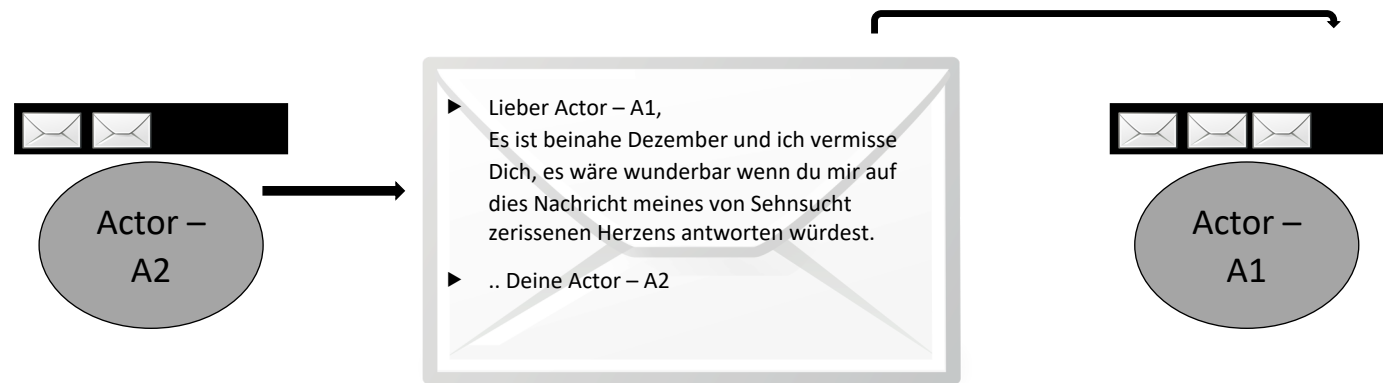 Actor –
A2
▶ Lieber Actor – A1,
Es ist beinahe Dezember und ich vermisse
Dich, es wäre wunderbar wenn du mir auf
dies Nachricht meines von Sehnsucht
zerissenen Herzens antworten würdest.
▶ .. Deine Actor – A2
Actor –
A1